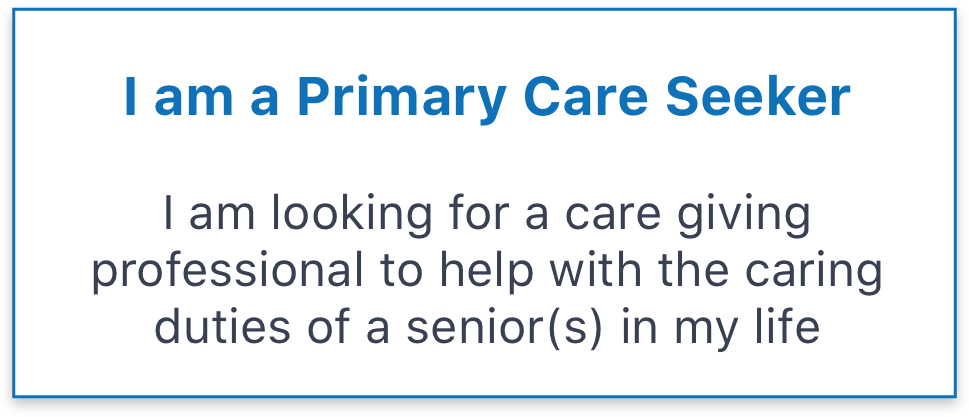 I am a Primary Care Seeker
I am looking for a care giving
professional to help with the caring
duties of a senior(s) in my life